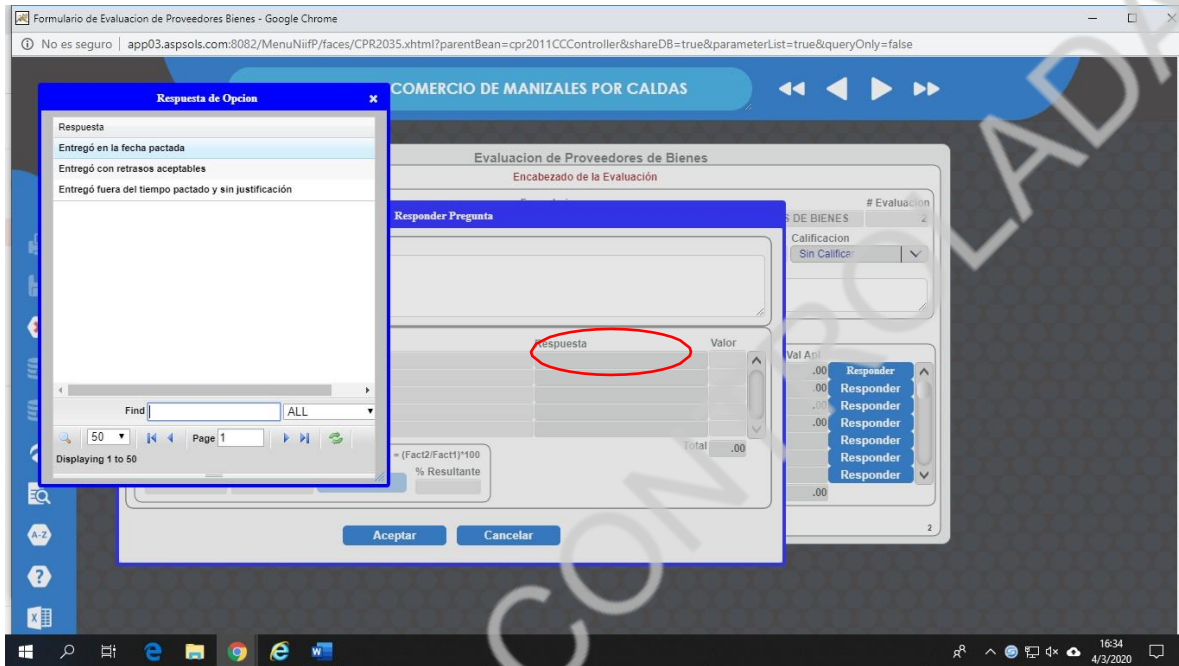 Formulario de Evaluacion de Proveedores Bienes - Google Chrome
No es seguro | app03.aspsols.com:8082/MenuNiifP/faces/CPR2035.xhtml?parentBean=cpr2011CCController&shareDB=true&parameterList=true&queryOnly=false
COMERCIO DE MANIZALES POR CALDAS
Respuesta de Opcion
Respuesta
Entregó en la fecha pactada
Entregó con retrasos aceptables
Entregó fuera del tiempo pactado y sin justificación
Find ALL
50 Page 1
Displaying 1 to 50
Evaluacion de Proveedores de Bienes
Encabezado de la Evaluación
# Evaluacion
S DE BIENES 2
Calificacion
Sin Califica
Responder Pregunta
Respuesta Valor
Total .00
= (Fact2/Fact1)*100
% Resultante
Aceptar Cancelar
Val Apl
.00 Responder
.00 Responder
.00 Responder
.00 Responder
Responder
Responder
Responder
.00
2
A-Z
?
X
CONTROLADA
16:34
4/3/2020